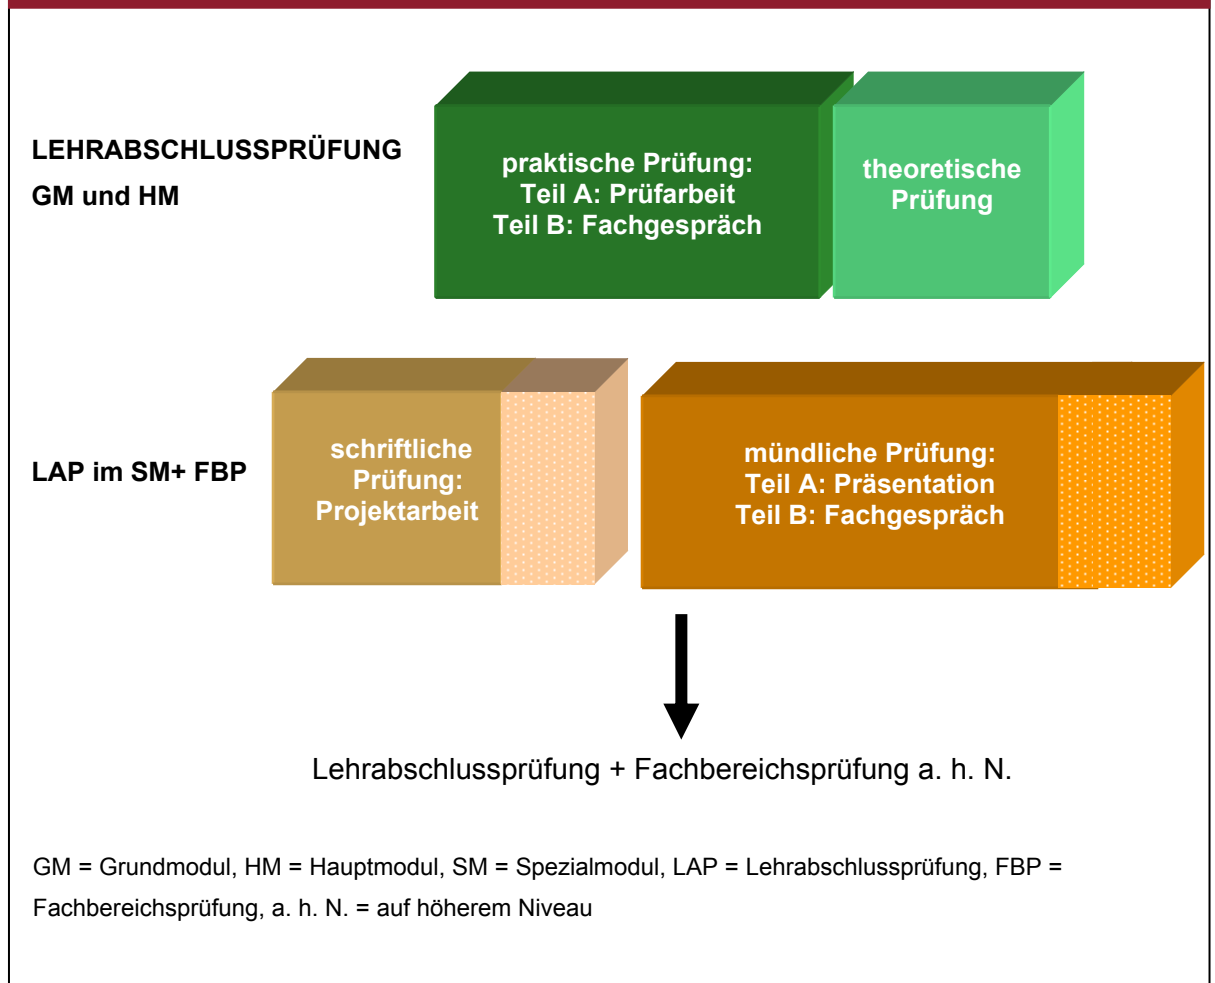 LEHRABSCHLUSSPRÜFUNG
GM und HM
praktische Prüfung:
Teil A: Prüfarbeit
Teil B: Fachgespräch
theoretische
Prüfung
LAP im SM+ FBP
schriftliche
Prüfung:
Projektarbeit
mündliche Prüfung:
Teil A: Präsentation
Teil B: Fachgespräch
Lehrabschlussprüfung + Fachbereichsprüfung a. h. N.
GM = Grundmodul, HM = Hauptmodul, SM = Spezialmodul, LAP = Lehrabschlussprüfung, FBP =
Fachbereichsprüfung, a. h. N. = auf höherem Niveau